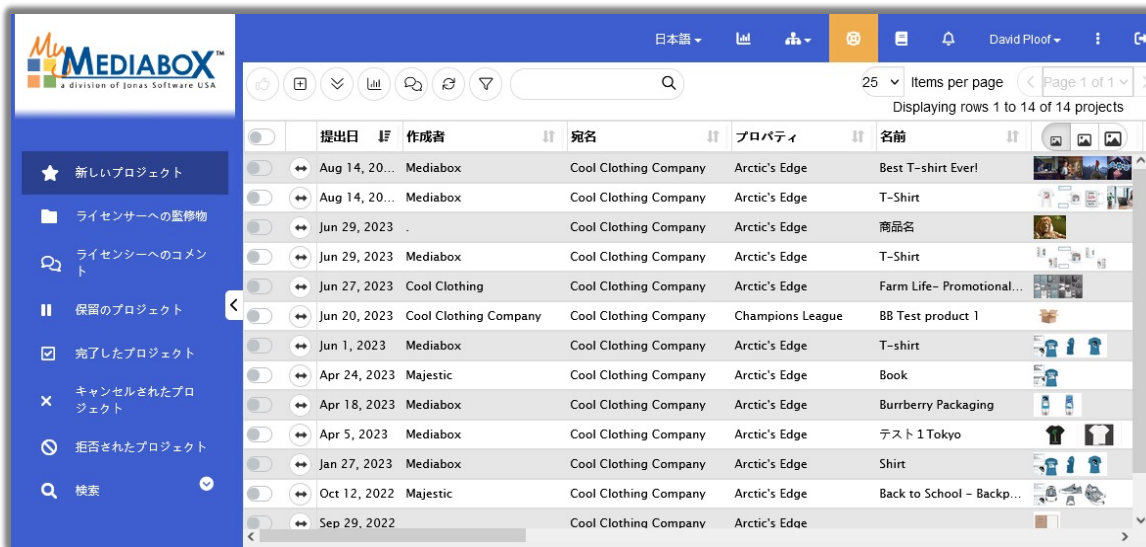 My MEDIABOX™
a division of Jonas Software USA
日本語
David Ploof
25 Items per page Page 1 of 1
Displaying rows 1 to 14 of 14 projects
新しいプロジェクト
ライセンサーへの監修物
ライセンシーへのコメン
ト
保留のプロジェクト
完了したプロジェクト
キャンセルされたプロ
ジェクト
拒否されたプロジェクト
検索
提出日 作成者 宛名 プロパティ 名前
Aug 14, 20... Mediabox Cool Clothing Company Arctic's Edge Best T-shirt Ever!
Aug 14, 20... Mediabox Cool Clothing Company Arctic's Edge T-Shirt
Jun 29, 2023 . Cool Clothing Company Arctic's Edge 商品名
Jun 29, 2023 Mediabox Cool Clothing Company Arctic's Edge T-Shirt
Jun 27, 2023 Cool Clothing Cool Clothing Company Arctic's Edge Farm Life- Promotional...
Jun 20, 2023 Cool Clothing Company Cool Clothing Company Champions League BB Test product 1
Jun 1, 2023 Mediabox Cool Clothing Company Arctic's Edge T-shirt
Apr 24, 2023 Majestic Cool Clothing Company Arctic's Edge Book
Apr 18, 2023 Mediabox Cool Clothing Company Arctic's Edge Burrberry Packaging
Apr 5, 2023 Mediabox Cool Clothing Company Arctic's Edge テスト1Tokyo
Jan 27, 2023 Mediabox Cool Clothing Company Arctic's Edge Shirt
Oct 12, 2022 Majestic Cool Clothing Company Arctic's Edge Back to School - Backp...
Sep 29, 2022 Cool Clothing Company Arctic's Edge